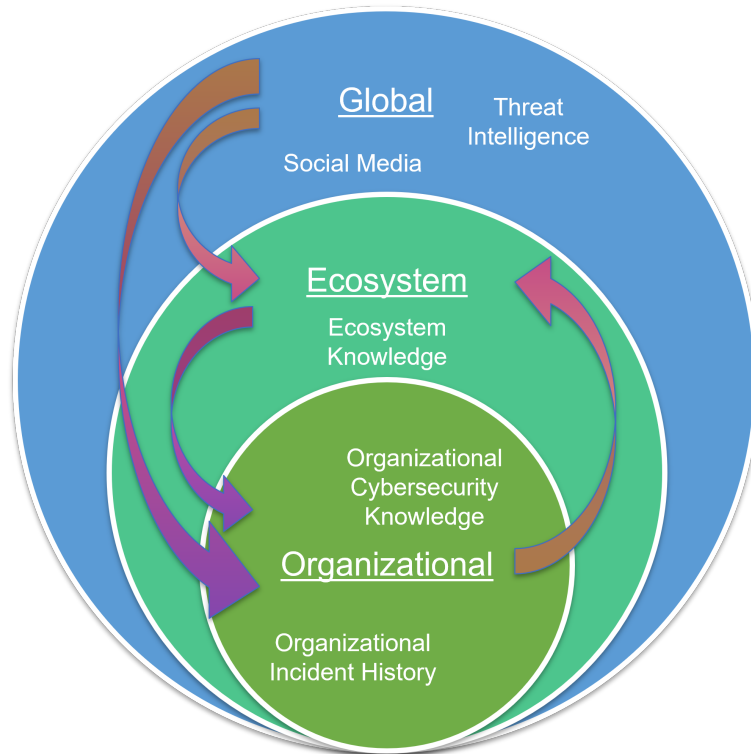 Global
Threat
Intelligence
Social Media
Ecosystem
Ecosystem
Knowledge
Organizational
Cybersecurity
Knowledge
Organizational
Organizational
Incident History